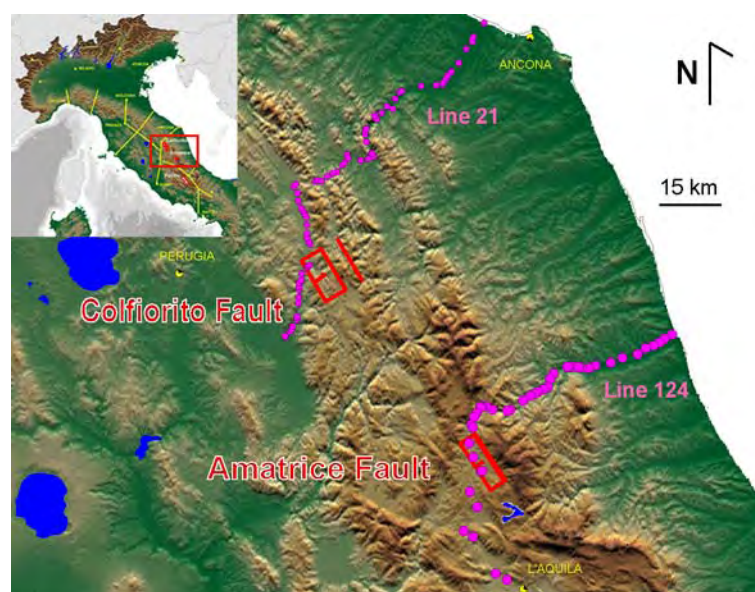 ANCONA
N
Line 21
15 km
PERUGIA
Colfiorito Fault
Line 124
Amatrice Fault
L'AQUILA